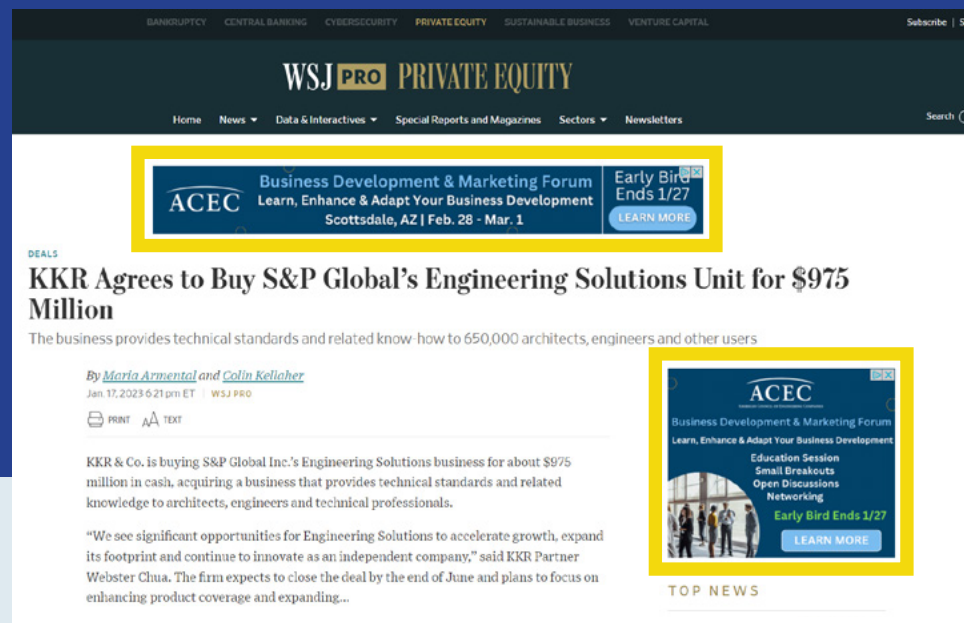 BANKRUPTCY CENTRAL BANKING CYBERSECURITY PRIVATE EQUITY SUSTAINABLE BUSINESS VENTURE CAPITAL
Subscribe | S
WSJ PRO PRIVATE EQUITY
Home News Data & Interactives Special Reports and Magazines Sectors Newsletters
Search
ACEC
Business Development & Marketing Forum
Learn, Enhance & Adapt Your Business Development
Scottsdale, AZ | Feb. 28 - Mar. 1
Early Bird
Ends 1/27
LEARN MORE
DEALS
KKR Agrees to Buy S&P Global's Engineering Solutions Unit for $975
Million
The business provides technical standards and related know-how to 650,000 architects, engineers and other users
By Maria Armental and Colin Kellaher
Jan. 17, 2023 6:21 pm ET | WSJ PRO
PRINT AA TEXT
KKR & Co. is buying S&P Global Inc.'s Engineering Solutions business for about $975
million in cash, acquiring a business that provides technical standards and related
knowledge to architects, engineers and technical professionals.
“We see significant opportunities for Engineering Solutions to accelerate growth, expand
its footprint and continue to innovate as an independent company,” said KKR Partner
Webster Chua. The firm expects to close the deal by the end of June and plans to focus on
enhancing product coverage and expanding...
ACEC
Business Development & Marketing Forum
Learn, Enhance & Adapt Your Business Development
Education Session
Small Breakouts
Open Discussions
Networking
Early Bird Ends 1/27
LEARN MORE
TOP NEWS